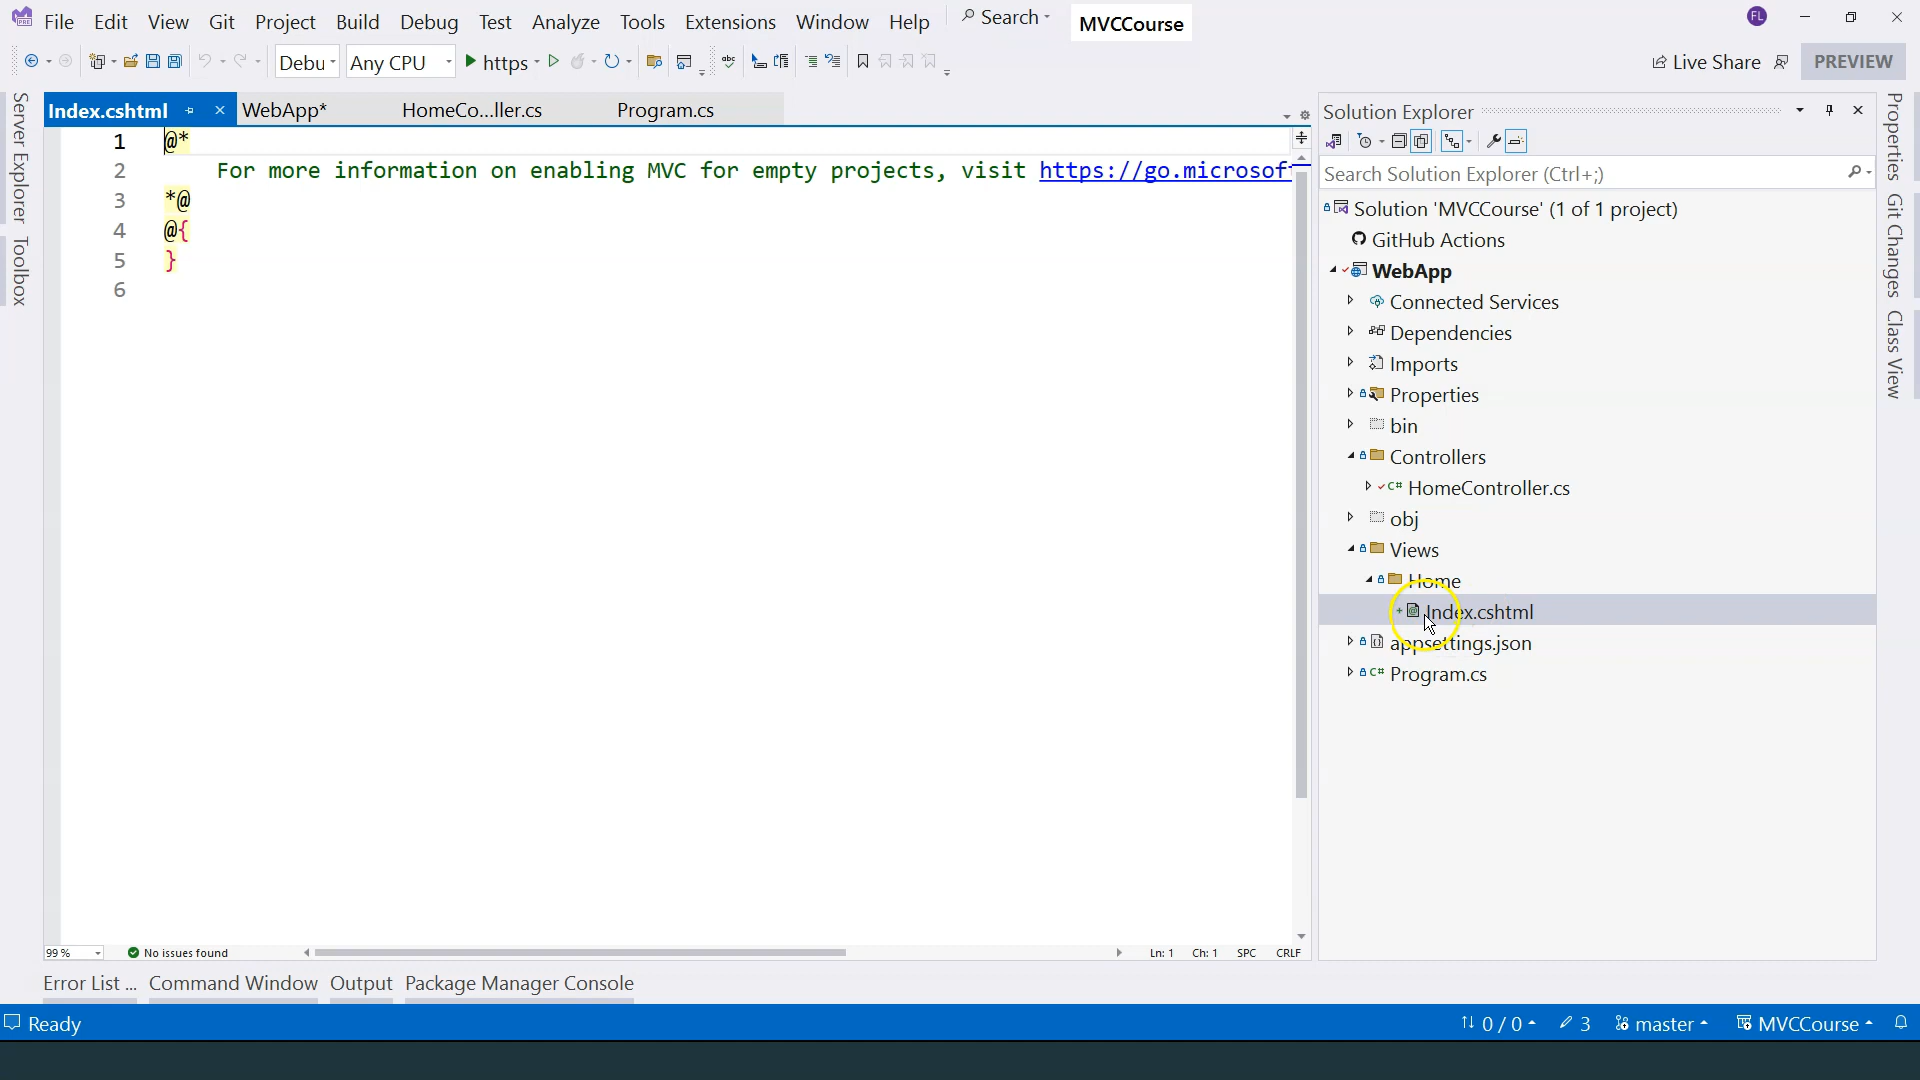 File Edit View Git Project Build Debug Test Analyze Tools Extensions Window Help Search MVCCourse FL
Debu Any CPU https abc Live Share PREVIEW
Server Explorer
Toolbox
Index.cshtml WebApp* HomeCo...ller.cs Program.cs
1 @*
2 For more information on enabling MVC for empty projects, visit https://go.microsof
3 *@
4 @{
5 }
6
99 % No issues found Ln: 1 Ch: 1 SPC CRLF
Solution Explorer
Search Solution Explorer (Ctrl+;)
Solution 'MVCCourse' (1 of 1 project)
GitHub Actions
WebApp
Connected Services
Dependencies
Imports
Properties
bin
Controllers
C# HomeController.cs
obj
Views
Home
Index.cshtml
appsettings.json
C# Program.cs
Properties
Git Changes
Class View
Error List ... Command Window Output Package Manager Console
Ready 0 / 0 3 master MVCCourse